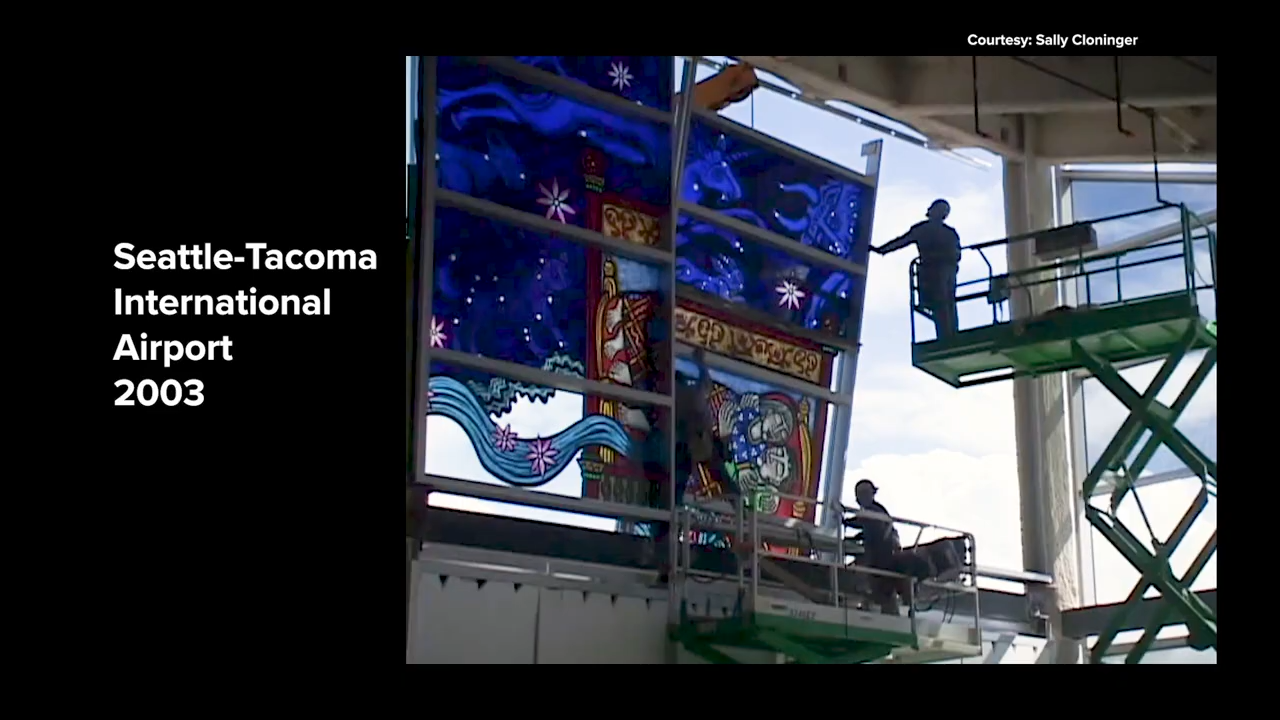 Courtesy: Sally Cloninger
Seattle-Tacoma
International
Airport
2003